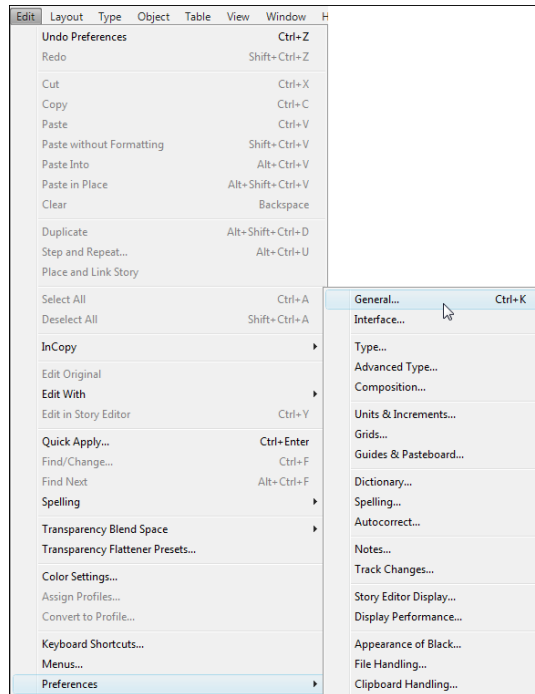 Edit Layout Type Object Table View Window H
Undo Preferences Ctrl+Z
Redo Shift+Ctrl+Z
Cut Ctrl+X
Copy Ctrl+C
Paste Ctrl+V
Paste without Formatting Shift+Ctrl+V
Paste Into Alt+Ctrl+V
Paste in Place Alt+Shift+Ctrl+V
Clear Backspace
Duplicate Alt+Shift+Ctrl+D
Step and Repeat... Alt+Ctrl+U
Place and Link Story
Select All Ctrl+A
Deselect All Shift+Ctrl+A
InCopy
Edit Original
Edit With
Edit in Story Editor Ctrl+Y
Quick Apply... Ctrl+Enter
Find/Change... Ctrl+F
Find Next Alt+Ctrl+F
Spelling
Transparency Blend Space
Transparency Flattener Presets...
Color Settings...
Assign Profiles...
Convert to Profile...
Keyboard Shortcuts...
Menus...
Preferences
General... Ctrl+K
Interface...
Type...
Advanced Type...
Composition...
Units & Increments...
Grids...
Guides & Pasteboard...
Dictionary...
Spelling...
Autocorrect...
Notes...
Track Changes...
Story Editor Display...
Display Performance...
Appearance of Black...
File Handling...
Clipboard Handling...